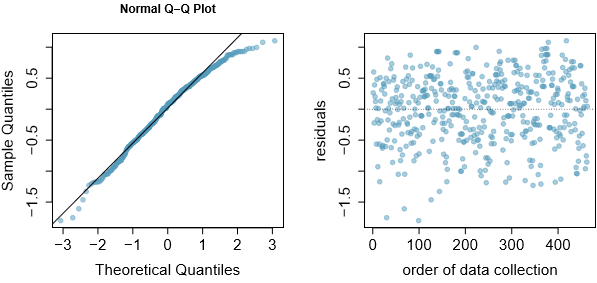 Normal Q−Q Plot
Sample Quantiles
0.5
−0.5
−1.5
−3 −2 −1 0 1 2 3
Theoretical Quantiles
residuals
0.5
−0.5
−1.5
0 100 200 300 400
order of data collection